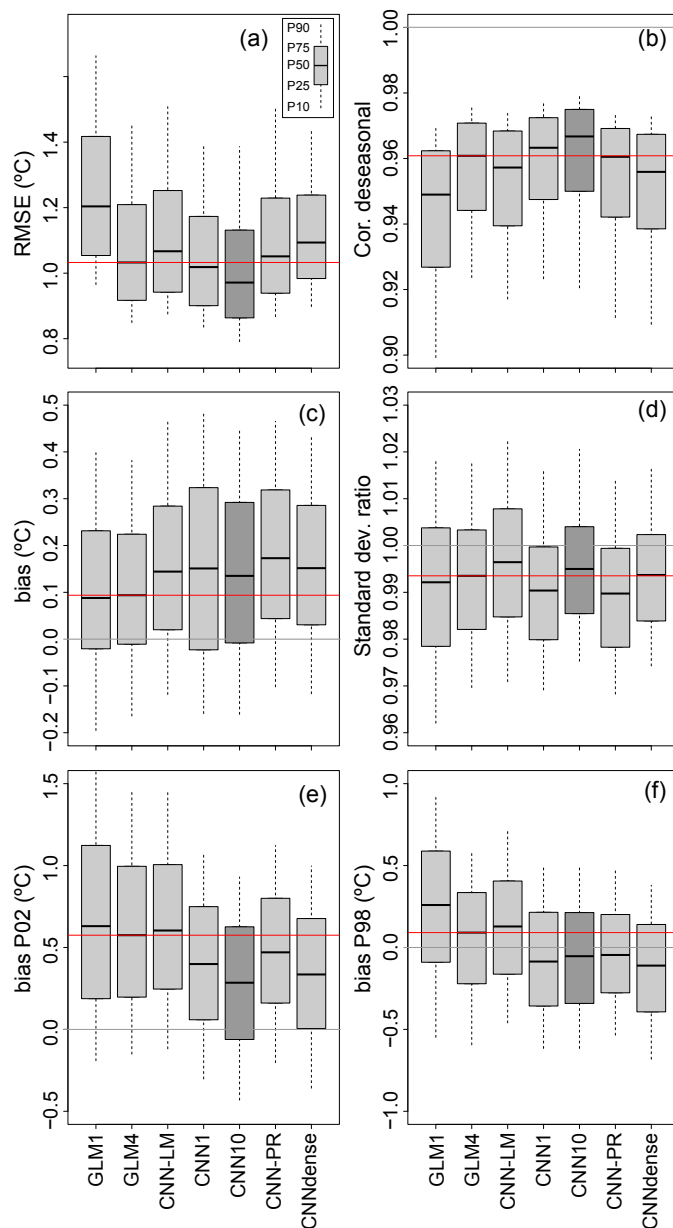 (a)
P90
P75
P50
P25
P10
RMSE (ºC)
0.8 1.0 1.2 1.4
(b)
Cor. deseasonal
0.90 0.92 0.94 0.96 0.98 1.00
(c)
bias (ºC)
−0.2 −0.1 0.0 0.1 0.2 0.3 0.4 0.5
(d)
Standard dev. ratio
0.96 0.97 0.98 0.99 1.00 1.01 1.02 1.03
(e)
bias P02 (ºC)
−0.5 0.0 0.5 1.0 1.5
GLM1 GLM4 CNN-LM CNN1 CNN10 CNN-PR CNNdense
(f)
bias P98 (ºC)
−1.0 −0.5 0.0 0.5 1.0
GLM1 GLM4 CNN-LM CNN1 CNN10 CNN-PR CNNdense